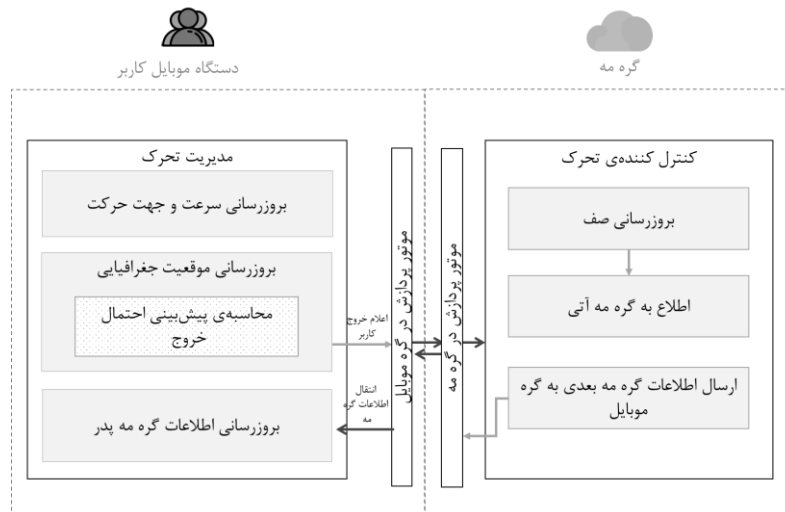 گره مه
دستگاه موبایل کاربر
کنترل کننده‌ی تحرک
بروزرسانی صف
اطلاع به گره مه آتی
ارسال اطلاعات گره مه بعدی به گره
موبایل
موتور پردازش در گره مه
موتور پردازش در گره موبایل
مدیریت تحرک
بروزرسانی سرعت و جهت حرکت
بروزرسانی موقعیت جغرافیایی
محاسبه‌ی پیش‌بینی احتمال
خروج
بروزرسانی اطلاعات گره مه پدر
اعلام خروج
کاربر
انتقال
اطلاعات گره
مه